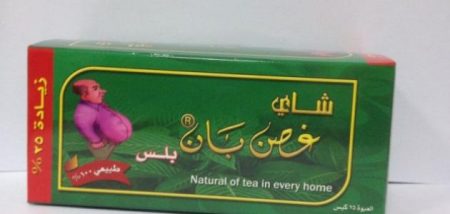 زيادة ٢٥ %
شاي
غصن بان ®
بلس
طبيعي ١٠٠%
Natural of tea in every home
العبوة ٢٥ كيس